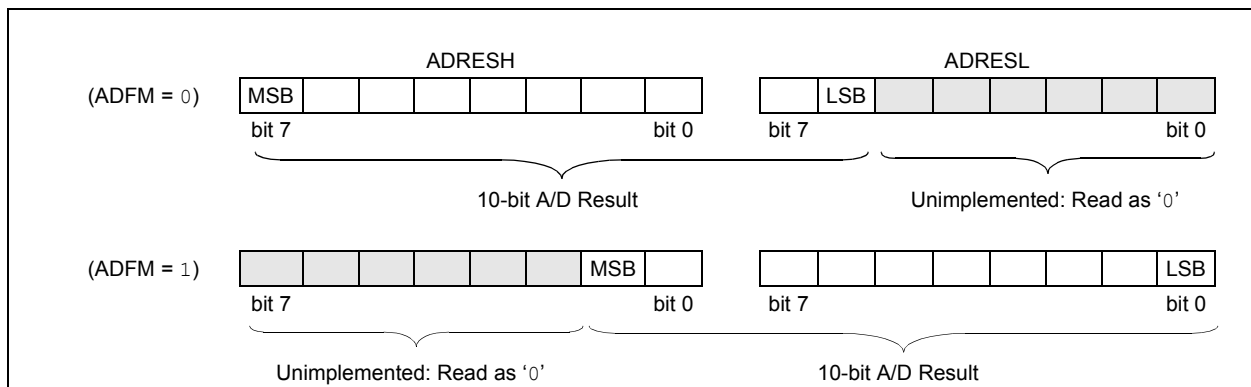 ADRESH ADRESL
(ADFM = 0) MSB LSB
bit 7 bit 0 bit 7 bit 0
10-bit A/D Result Unimplemented: Read as ‘0’
(ADFM = 1) MSB LSB
bit 7 bit 0 bit 7 bit 0
Unimplemented: Read as ‘0’ 10-bit A/D Result